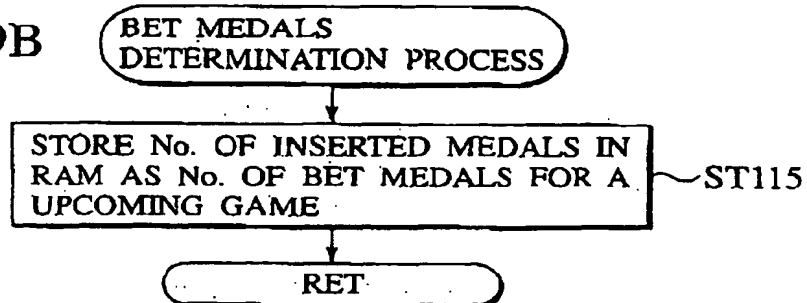 9B
BET MEDALS
DETERMINATION PROCESS
STORE No. OF INSERTED MEDALS IN
RAM AS No. OF BET MEDALS FOR A
UPCOMING GAME
ST115
RET